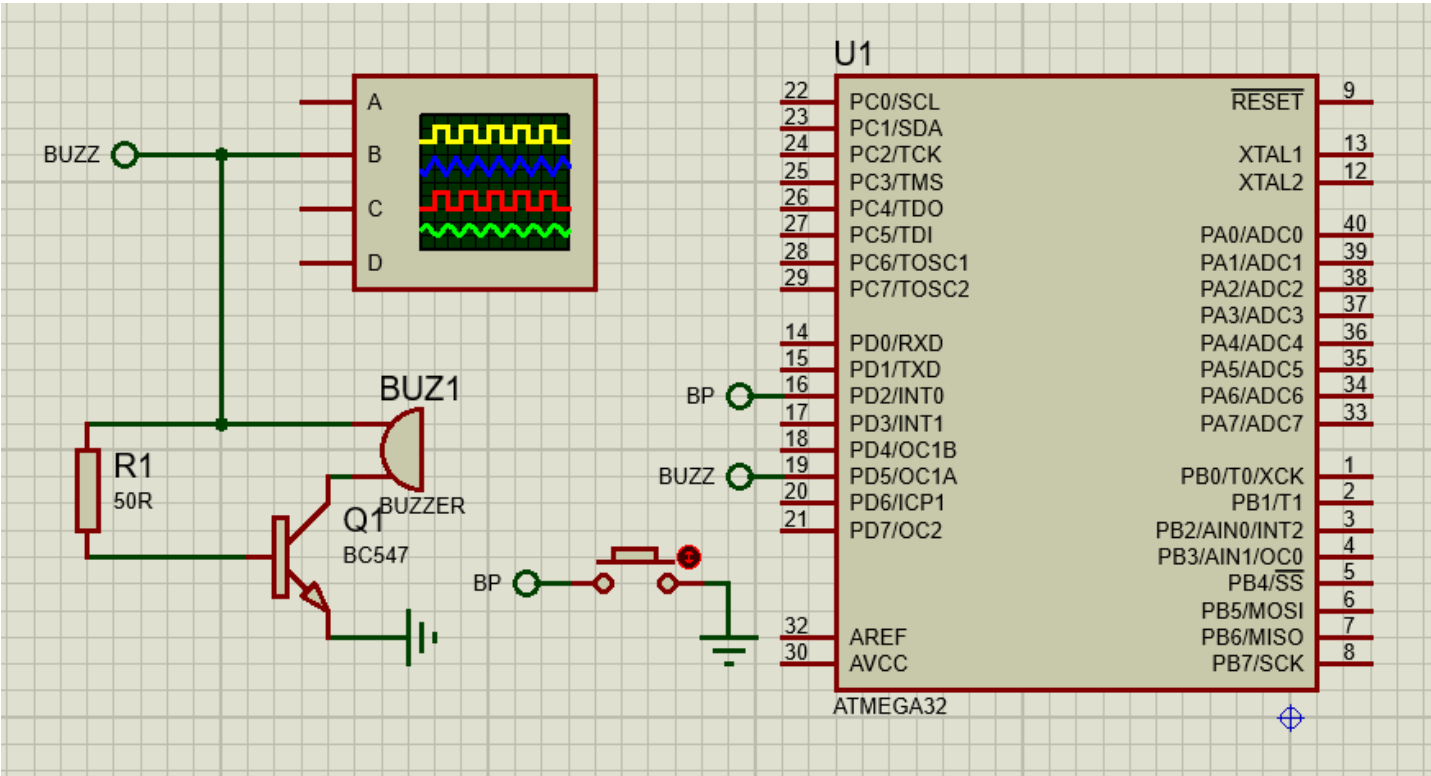 A
BUZZ
B
C
D
BUZ1
R1
50R
BUZZER
Q1
BC547
BP
U1
22 PC0/SCL
23 PC1/SDA
24 PC2/TCK
25 PC3/TMS
26 PC4/TDO
27 PC5/TDI
28 PC6/TOSC1
29 PC7/TOSC2
14 PD0/RXD
15 PD1/TXD
BP 16 PD2/INT0
17 PD3/INT1
18 PD4/OC1B
BUZZ 19 PD5/OC1A
20 PD6/ICP1
21 PD7/OC2
32 AREF
30 AVCC
RESET 9
XTAL1 13
XTAL2 12
PA0/ADC0 40
PA1/ADC1 39
PA2/ADC2 38
PA3/ADC3 37
PA4/ADC4 36
PA5/ADC5 35
PA6/ADC6 34
PA7/ADC7 33
PB0/T0/XCK 1
PB1/T1 2
PB2/AIN0/INT2 3
PB3/AIN1/OC0 4
PB4/SS 5
PB5/MOSI 6
PB6/MISO 7
PB7/SCK 8
ATMEGA32